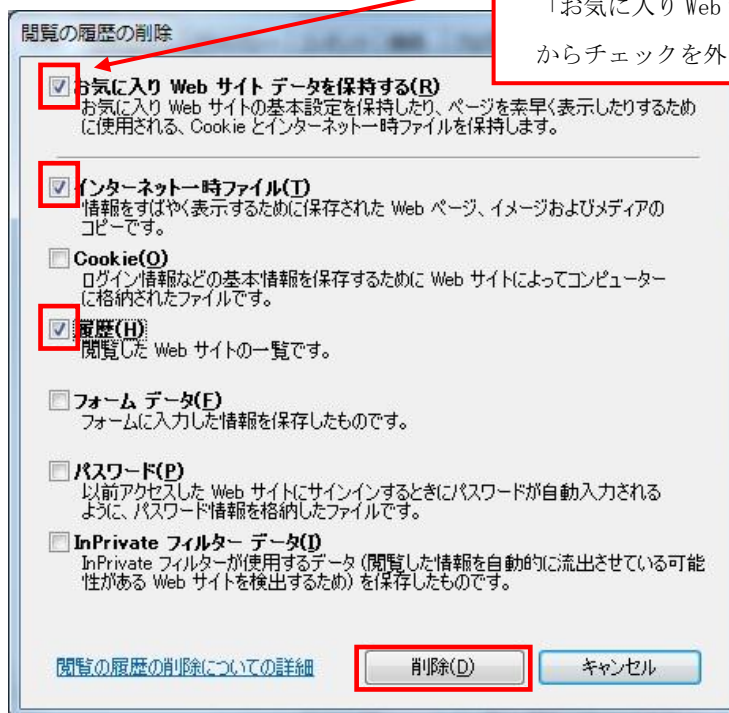 「お気に入り Web
からチェックを外
閲覧の履歴の削除
お気に入り Web サイト データを保持する(R)
お気に入り Web サイトの基本設定を保持したり、ページを素早く表示したりするため
に使用される、Cookie とインターネット一時ファイルを保持します。
インターネット一時ファイル(T)
情報をすばやく表示するために保存された Web ページ、イメージおよびメディアの
コピーです。
Cookie(O)
ログイン情報などの基本情報を保存するために Web サイトによってコンピューター
に格納されたファイルです。
履歴(H)
閲覧した Web サイトの一覧です。
フォーム データ(F)
フォームに入力した情報を保存したものです。
パスワード(P)
以前アクセスした Web サイトにサインインするときにパスワードが自動入力される
ように、パスワード情報を格納したファイルです。
InPrivate フィルター データ(I)
InPrivate フィルターが使用するデータ (閲覧した情報を自動的に流出させている可能
性がある Web サイトを検出するため) を保存したものです。
閲覧の履歴の削除についての詳細
削除(D)
キャンセル